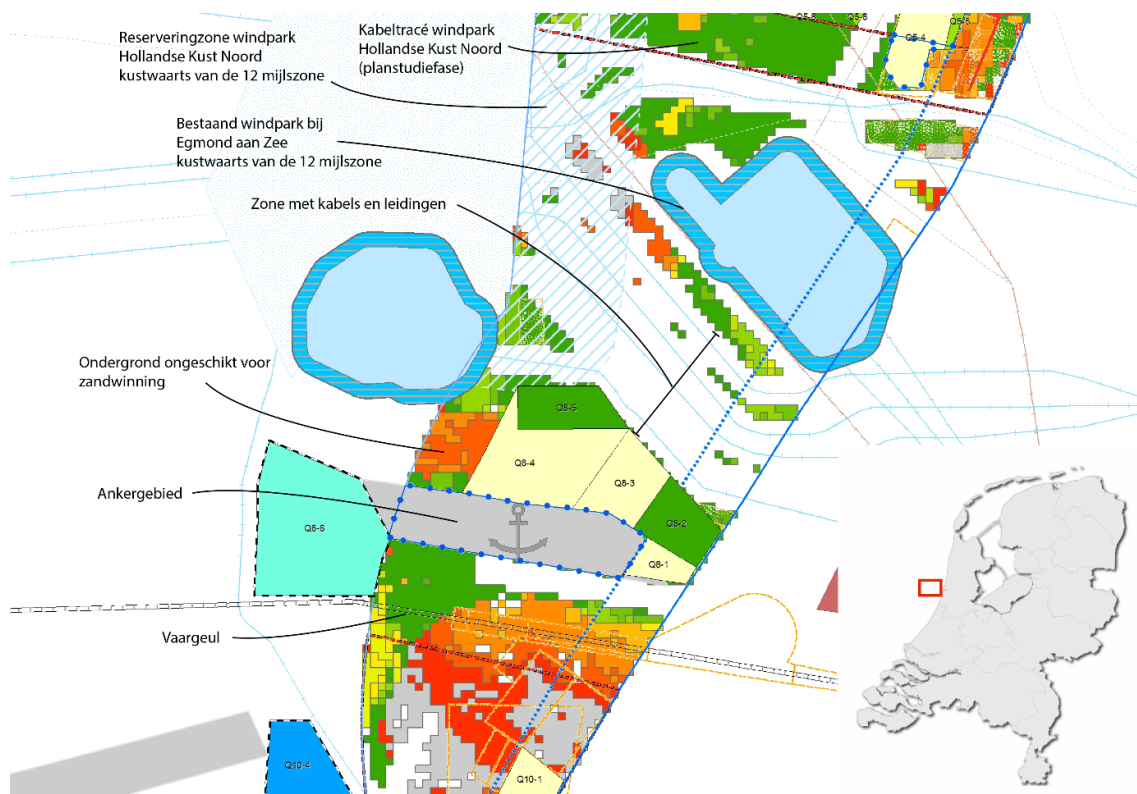 Reserveringzone windpark
Hollandse Kust Noord
kustwaarts van de 12 mijlszone
Kabeltracé windpark
Hollandse Kust Noord
(planstudiefase)
Q5-6
Q5-5
Q5-4
Bestaand windpark bij
Egmond aan Zee
kustwaarts van de 12 mijlszone
Zone met kabels en leidingen
Ondergrond ongeschikt voor
zandwinning
Q8-5
Q8-4
Q8-3
Ankergebied
Q8-6
Q8-2
Q8-1
Vaargeul
Q10-4
Q10-1